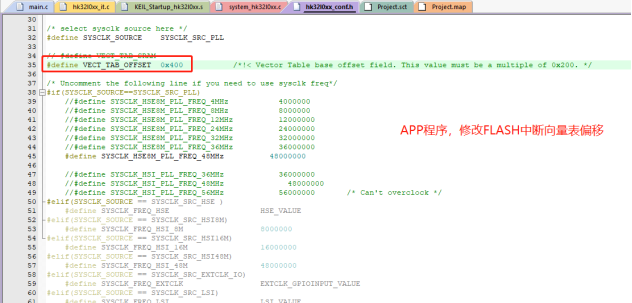 main.c hk32l0xx_it.c KEIL_Startup_hk32l0xx.s system_hk32l0xx.c hk32l0xx_conf.h Project.sct Project.map
30
31 /* select sysclk source here */
32 #define SYSCLK_SOURCE SYSCLK_SRC_PLL
33
34 // #define VECT_TAB_SRAM
35 #define VECT_TAB_OFFSET 0x400 /*!< Vector Table base offset field. This value must be a multiple of 0x200. */
36
37 /* Uncomment the following line if you need to use sysclk freq*/
38 #if(SYSCLK_SOURCE==SYSCLK_SRC_PLL)
39 //#define SYSCLK_HSE8M_PLL_FREQ_4MHz 4000000
40 //#define SYSCLK_HSE8M_PLL_FREQ_8MHz 8000000
41 //#define SYSCLK_HSE8M_PLL_FREQ_12MHz 12000000
42 //#define SYSCLK_HSE8M_PLL_FREQ_24MHz 24000000
43 //#define SYSCLK_HSE8M_PLL_FREQ_32MHz 32000000
APP程序，修改FLASH中断向量表偏移
44 //#define SYSCLK_HSE8M_PLL_FREQ_36MHz 36000000
45 #define SYSCLK_HSE8M_PLL_FREQ_48MHz 48000000
46
47 //#define SYSCLK_HSI_PLL_FREQ_36MHz 36000000
48 //#define SYSCLK_HSI_PLL_FREQ_48MHz 48000000
49 //#define SYSCLK_HSI_PLL_FREQ_56MHz 56000000 /* Can't overclock */
50 #elif(SYSCLK_SOURCE == SYSCLK_SRC_HSE )
51 #define SYSCLK_FREQ_HSE HSE_VALUE
52 #elif(SYSCLK_SOURCE == SYSCLK_SRC_HSI8M)
53 #define SYSCLK_FREQ_HSI_8M 8000000
54 #elif(SYSCLK_SOURCE == SYSCLK_SRC_HSI16M)
55 #define SYSCLK_FREQ_HSI_16M 16000000
56 #elif(SYSCLK_SOURCE == SYSCLK_SRC_HSI48M)
57 #define SYSCLK_FREQ_HSI_48M 48000000
58 #elif(SYSCLK_SOURCE == SYSCLK_SRC_EXTCLK_IO)
59 #define SYSCLK_FREQ_EXTCLK EXTCLK_GPIOINPUT_VALUE
60 #elif(SYSCLK_SOURCE == SYSCLK_SRC_LSI)
61 #define SYSCLK_FREQ_LSI LSI_VALUE